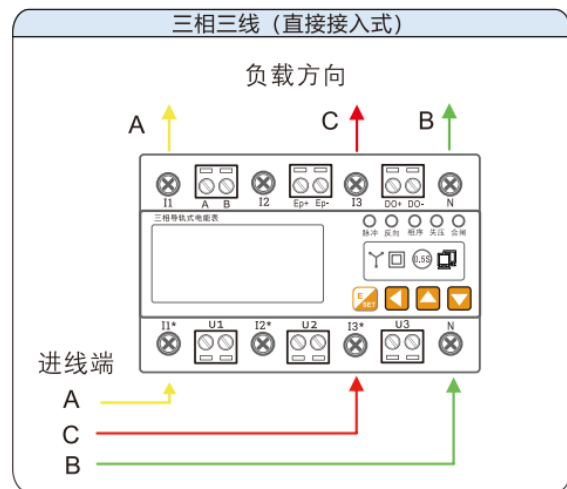 三相三线（直接接入式）
负载方向
A C B
I1 A B I2 Ep+ Ep- I3 DO+ DO- N
三相导轨式电能表
脉冲 反向 相序 失压 合闸
0.5S
E SET
I1* U1 I2* U2 I3* U3 N
进线端
A
C
B